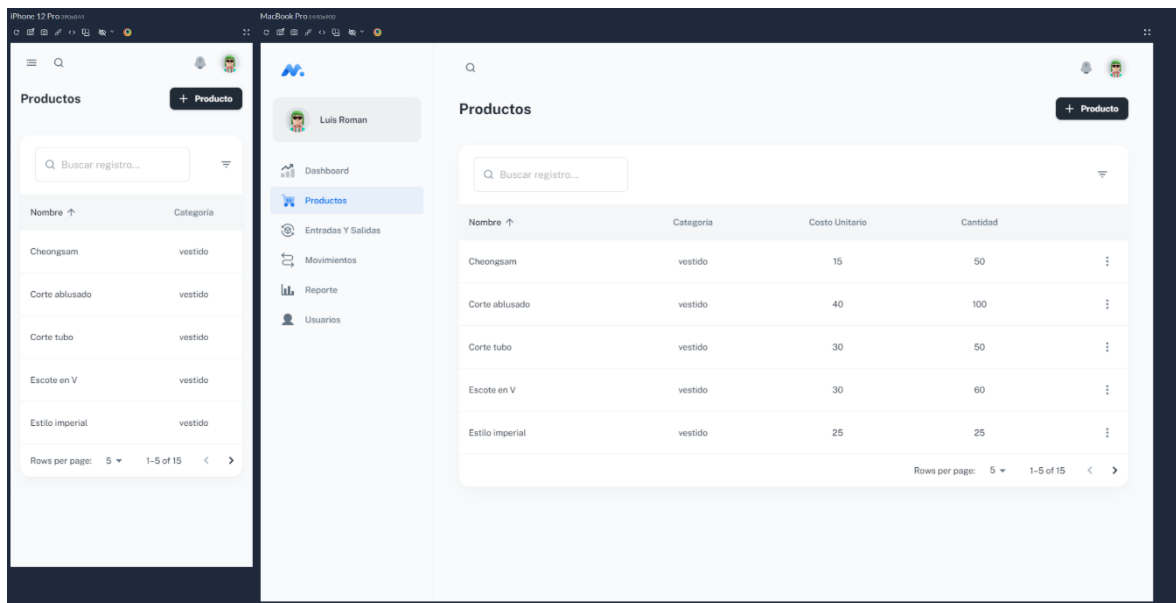 iPhone 12 Pro 390x844
Productos
+ Producto
Buscar registro...
Nombre ↑ Categoría
Cheongsam vestido
Corte ablusado vestido
Corte tubo vestido
Escote en V vestido
Estilo imperial vestido
Rows per page: 5 1–5 of 15
MacBook Pro 1440x900
Luis Roman
Dashboard
Productos
Entradas Y Salidas
Movimientos
Reporte
Usuarios
Productos
+ Producto
Buscar registro...
Nombre ↑ Categoría Costo Unitario Cantidad
Cheongsam vestido 15 50
Corte ablusado vestido 40 100
Corte tubo vestido 30 50
Escote en V vestido 30 60
Estilo imperial vestido 25 25
Rows per page: 5 1–5 of 15